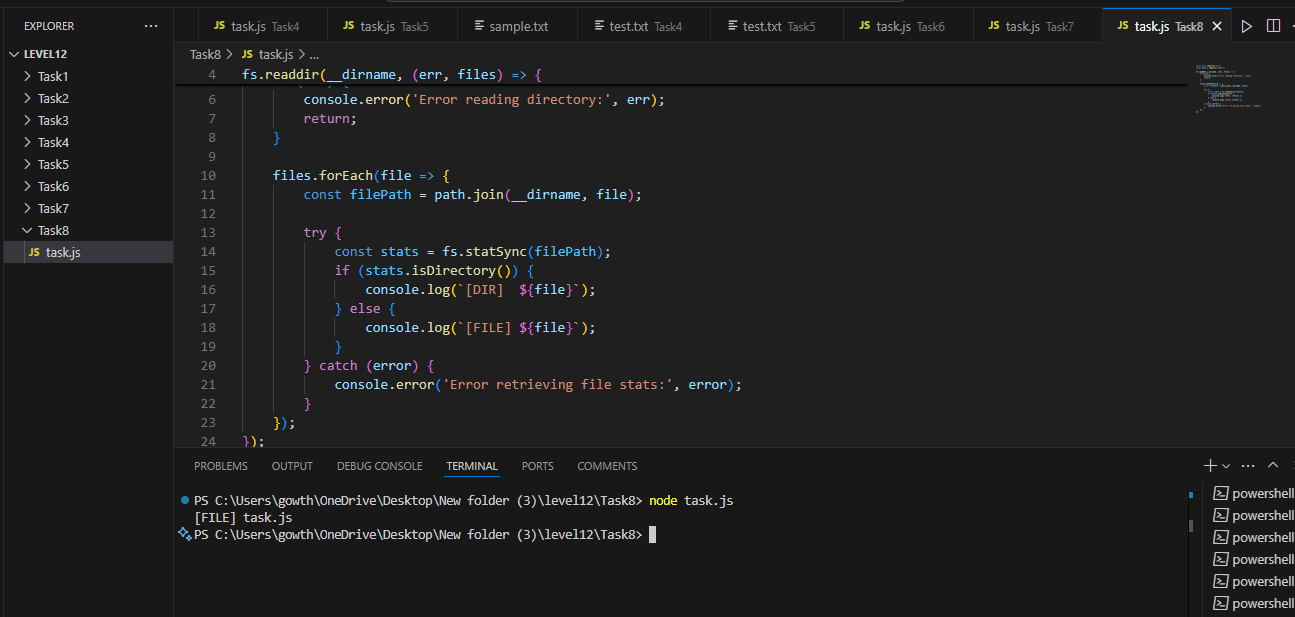 EXPLORER
LEVEL12
Task1
Task2
Task3
Task4
Task5
Task6
Task7
Task8
JS task.js
JS task.js Task4
JS task.js Task5
sample.txt
test.txt Task4
test.txt Task5
JS task.js Task6
JS task.js Task7
JS task.js Task8
Task8 > JS task.js > ...
4 fs.readdir(__dirname, (err, files) => {
6 console.error('Error reading directory:', err);
7 return;
8 }
9
10 files.forEach(file => {
11 const filePath = path.join(__dirname, file);
12
13 try {
14 const stats = fs.statSync(filePath);
15 if (stats.isDirectory()) {
16 console.log(`[DIR]  ${file}`);
17 } else {
18 console.log(`[FILE] ${file}`);
19 }
20 } catch (error) {
21 console.error('Error retrieving file stats:', error);
22 }
23 });
24 });
PROBLEMS OUTPUT DEBUG CONSOLE TERMINAL PORTS COMMENTS
PS C:\Users\gowth\OneDrive\Desktop\New folder (3)\level12\Task8> node task.js
[FILE] task.js
PS C:\Users\gowth\OneDrive\Desktop\New folder (3)\level12\Task8>
powershell
powershell
powershell
powershell
powershell
powershell